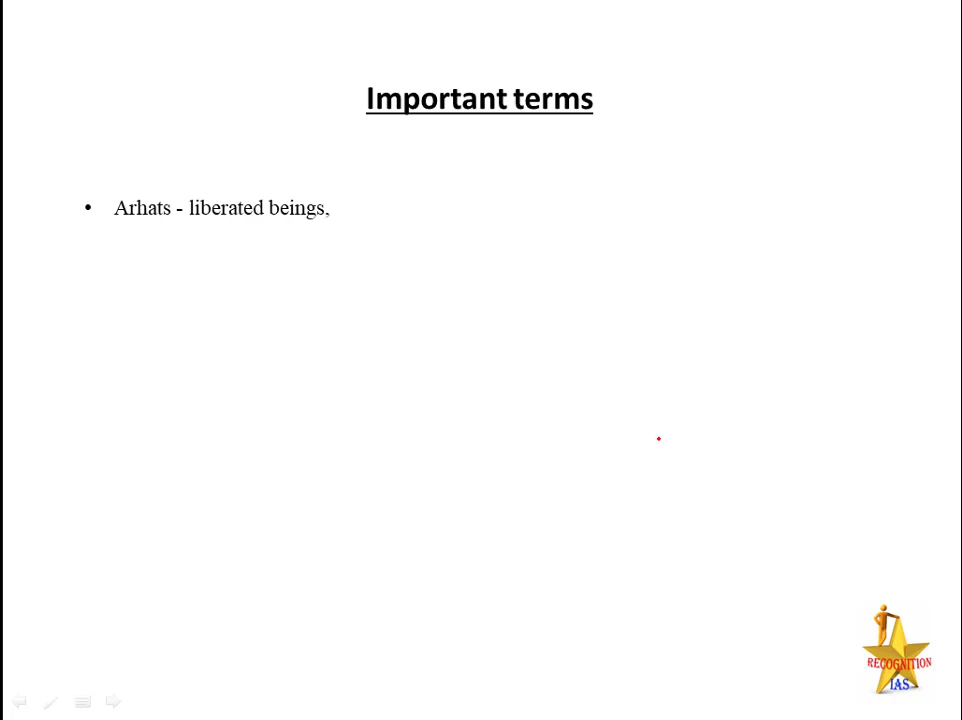 Important terms
• Arhats - liberated beings,
RECOGNITION
IAS